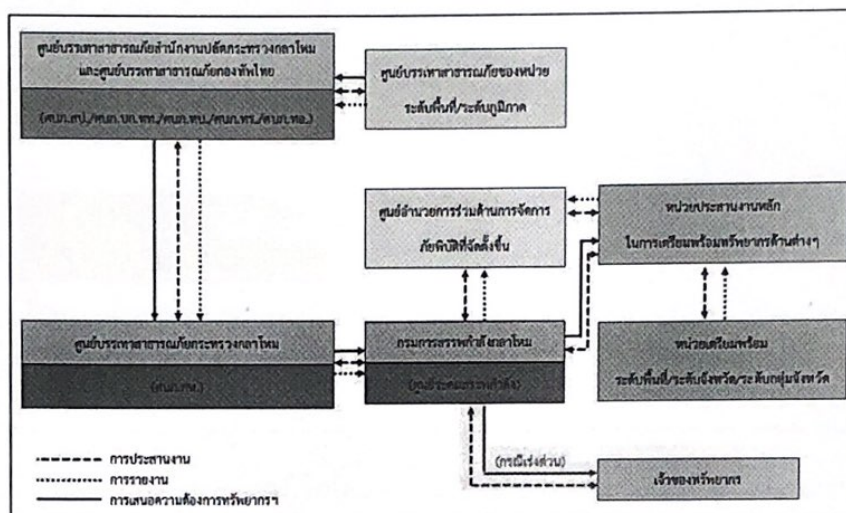 ศูนย์บรรเทาสาธารณภัยสำนักงานปลัดกระทรวงกลาโหม
และศูนย์บรรเทาสาธารณภัยกองทัพไทย
(ศบภ.สป./ศบภ.บก.ทท./ศบภ.ทบ./ศบภ.ทร./ศบภ.ทอ.)
ศูนย์บรรเทาสาธารณภัยของหน่วย
ระดับพื้นที่/ระดับภูมิภาค
ศูนย์อำนวยการร่วมด้านการจัดการ
ภัยพิบัติที่จัดตั้งขึ้น
หน่วยประสานงานหลัก
ในการเตรียมพร้อมทรัพยากรด้านต่างๆ
ศูนย์บรรเทาสาธารณภัยกระทรวงกลาโหม
(ศบภ.กห.)
กรมการสรรพกำลังกลาโหม
(ศูนย์ระดมสรรพกำลัง)
หน่วยเตรียมพร้อม
ระดับพื้นที่/ระดับจังหวัด/ระดับกลุ่มจังหวัด
(กรณีเร่งด่วน)
เจ้าของทรัพยากร
การประสานงาน
การรายงาน
การเสนอความต้องการทรัพยากรฯ